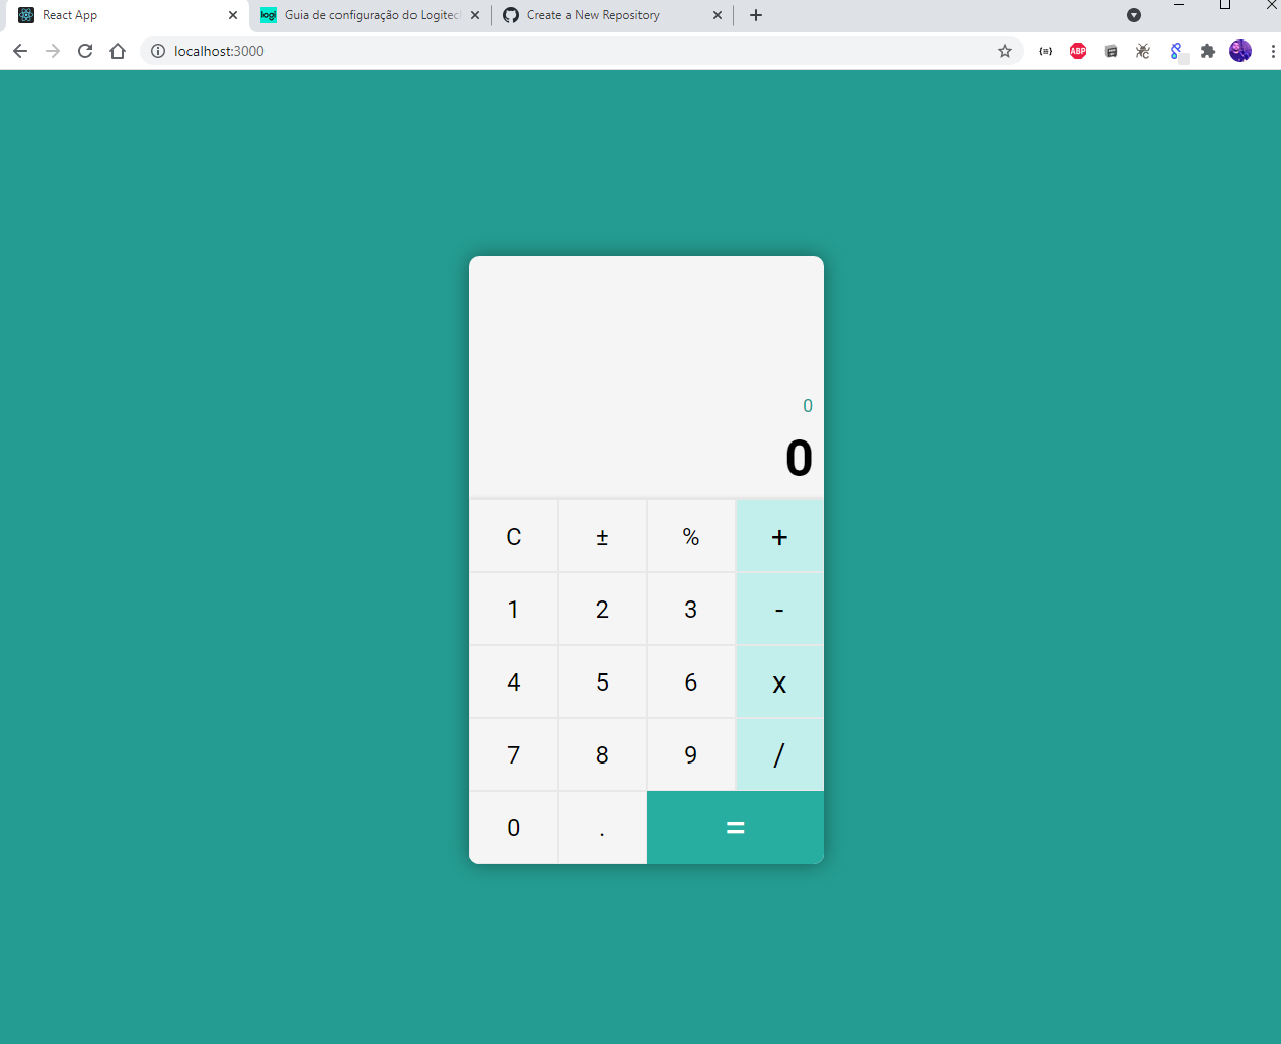 React App
logi
Guia de configuração do Logitec
Create a New Repository
localhost:3000
ABP
0
0
C ± % +
1 2 3 -
4 5 6 x
7 8 9 /
0 . =